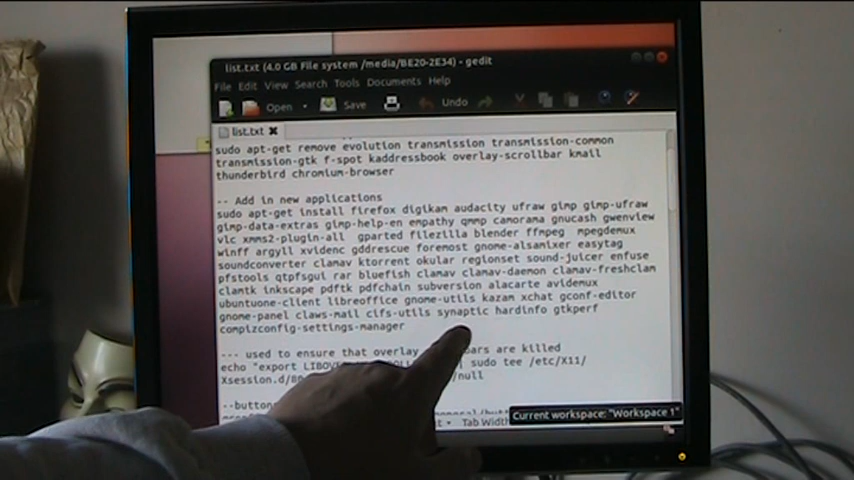 list.txt (4.0 GB File system /media/BE20-2E34) - gedit
File Edit View Search Tools Documents Help
Open Save Undo
list.txt
sudo apt-get remove evolution transmission transmission-common
transmission-gtk f-spot kaddressbook overlay-scrollbar kmail
thunderbird chromium-browser
-- Add in new applications
sudo apt-get install firefox digikam audacity ufraw gimp gimp-ufraw
gimp-data-extras gimp-help-en empathy qmmp camorama gnucash gwenview
vlc xmms2-plugin-all gparted filezilla blender ffmpeg mpegdemux
winff argyll xvidenc gddrescue foremost gnome-alsamixer easytag
soundconverter clamav ktorrent okular regionset sound-juicer enfuse
pfstools qtpfsgui rar bluefish clamav clamav-daemon clamav-freshclam
clamtk inkscape pdftk pdfchain subversion alacarte avidemux
ubuntuone-client libreoffice gnome-utils kazam xchat gconf-editor
gnome-panel claws-mail cifs-utils synaptic hardinfo gtkperf
compizconfig-settings-manager
--- used to ensure that overlay bars are killed
echo "export sudo tee /etc/X11/
Xsession.d/ /null
Tab Width
Current workspace: "Workspace 1"